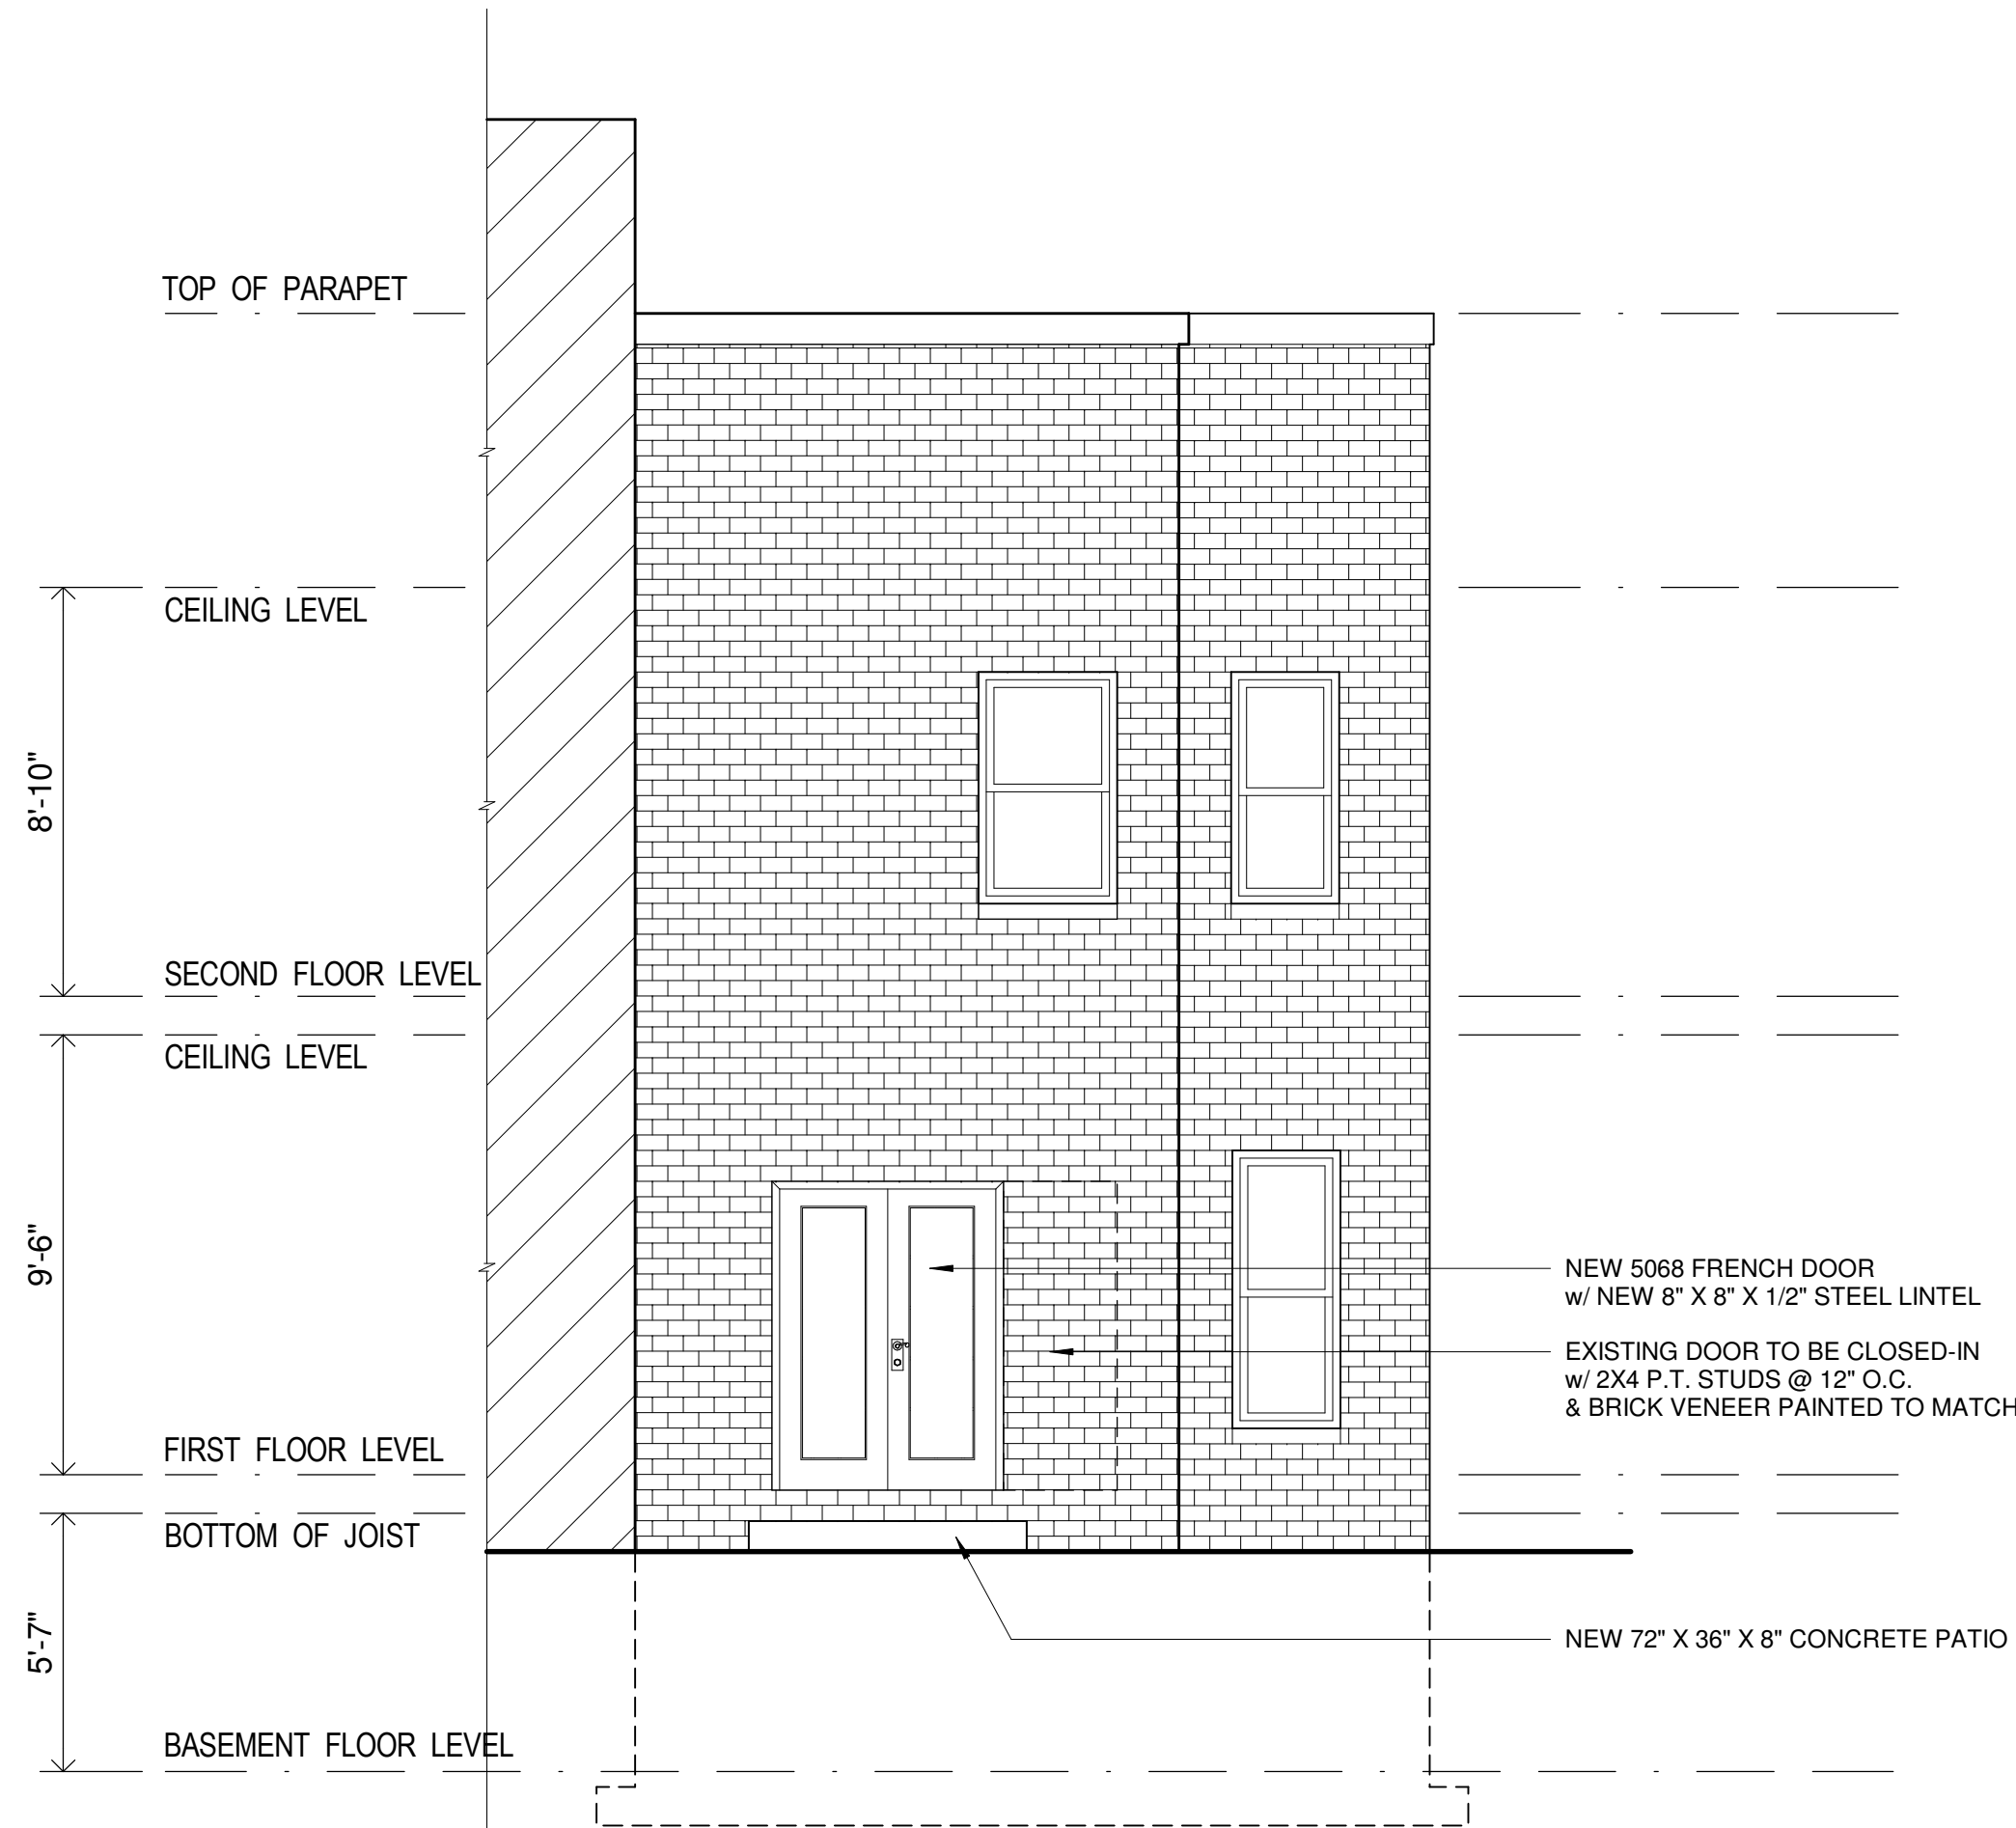 TOP OF PARAPET
CEILING LEVEL
8'-10"
SECOND FLOOR LEVEL
CEILING LEVEL
9'-6"
NEW 5068 FRENCH DOOR
w/ NEW 8" X 8" X 1/2" STEEL LINTEL
EXISTING DOOR TO BE CLOSED-IN
w/ 2X4 P.T. STUDS @ 12" O.C.
& BRICK VENEER PAINTED TO MATCH
FIRST FLOOR LEVEL
BOTTOM OF JOIST
5'-7"
NEW 72" X 36" X 8" CONCRETE PATIO
BASEMENT FLOOR LEVEL